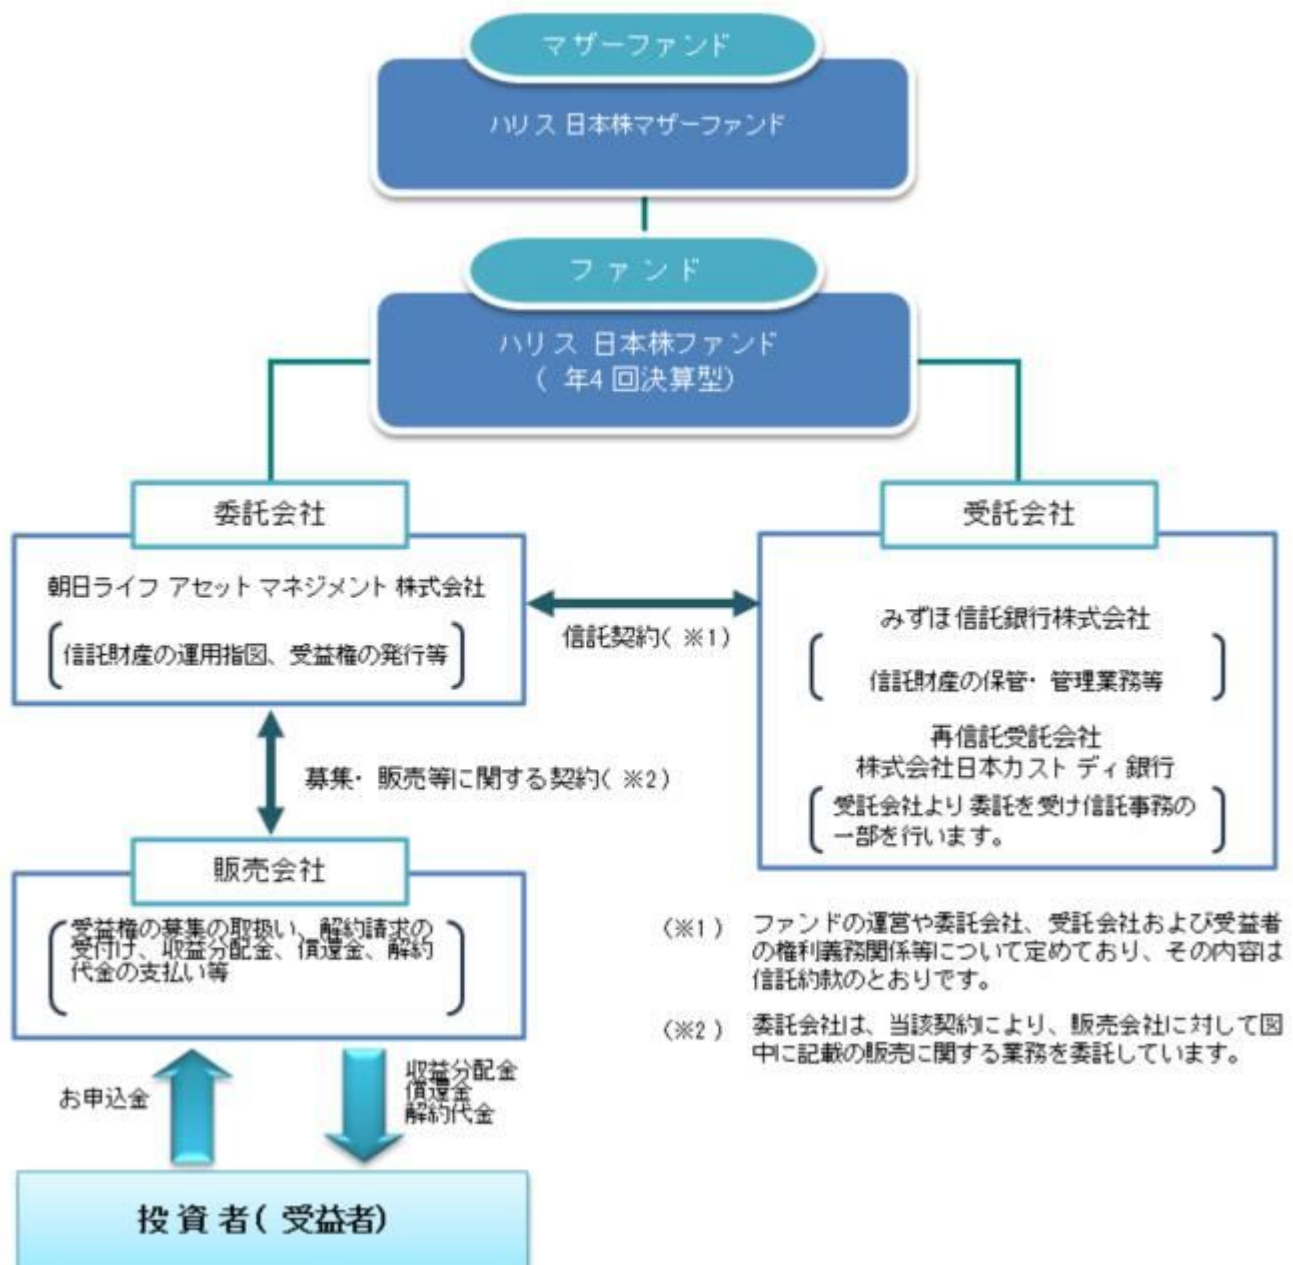 マザーファンド
ハリス 日本株マザーファンド
ファンド
ハリス 日本株ファンド
( 年4 回決算型)
委託会社
朝日ライフ アセット マネジメント 株式会社
信託財産の運用指図、受益権の発行等
信託契約( ※1)
受託会社
みずほ信託銀行株式会社
信託財産の保管・管理業務等
再信託受託会社
株式会社日本カストディ銀行
受託会社より委託を受け信託事務の
一部を行います。
募集・販売等に関する契約( ※2)
販売会社
受益権の募集の取扱い、解約請求の
受付け、収益分配金、償還金、解約
代金の支払い等
(※1) ファンドの運営や委託会社、受託会社および受益者
の権利義務関係等について定めており、その内容は
信託約款のとおりです。
(※2) 委託会社は、当該契約により、販売会社に対して図
中に記載の販売に関する業務を委託しています。
お申込金
収益分配金
償還金
解約代金
投資者( 受益者)